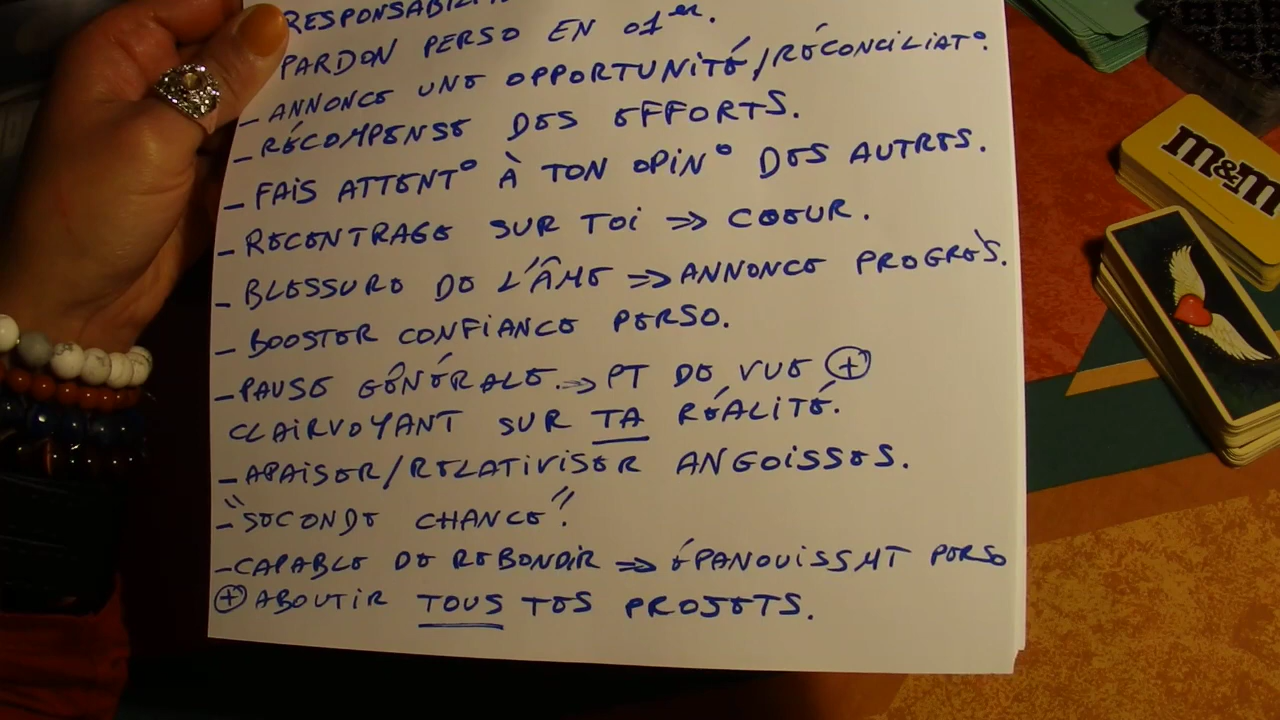 RESPONSABILI
PARDON PERSO EN 01er.
- ANNONCE UNE OPPORTUNITÉ/RÉCONCILIAT°.
- RÉCOMPENSE DES EFFORTS.
- FAIS ATTENT° À TON OPIN° DES AUTRES.
- RECENTRAGE SUR TOI => COEUR.
- BLESSURE DE L'ÂME => ANNONCE PROGRÈS.
- BOOSTER CONFIANCE PERSO.
- PAUSE GÉNÉRALE. => PT DE VUE ⊕
CLAIRVOYANT SUR TA RÉALITÉ.
- APAISER/RELATIVISER ANGOISSES.
- "SECONDE CHANCE".
- CAPABLE DE REBONDIR => ÉPANOUISSMT PERSO
⊕ ABOUTIR TOUS TES PROJETS.
M&M